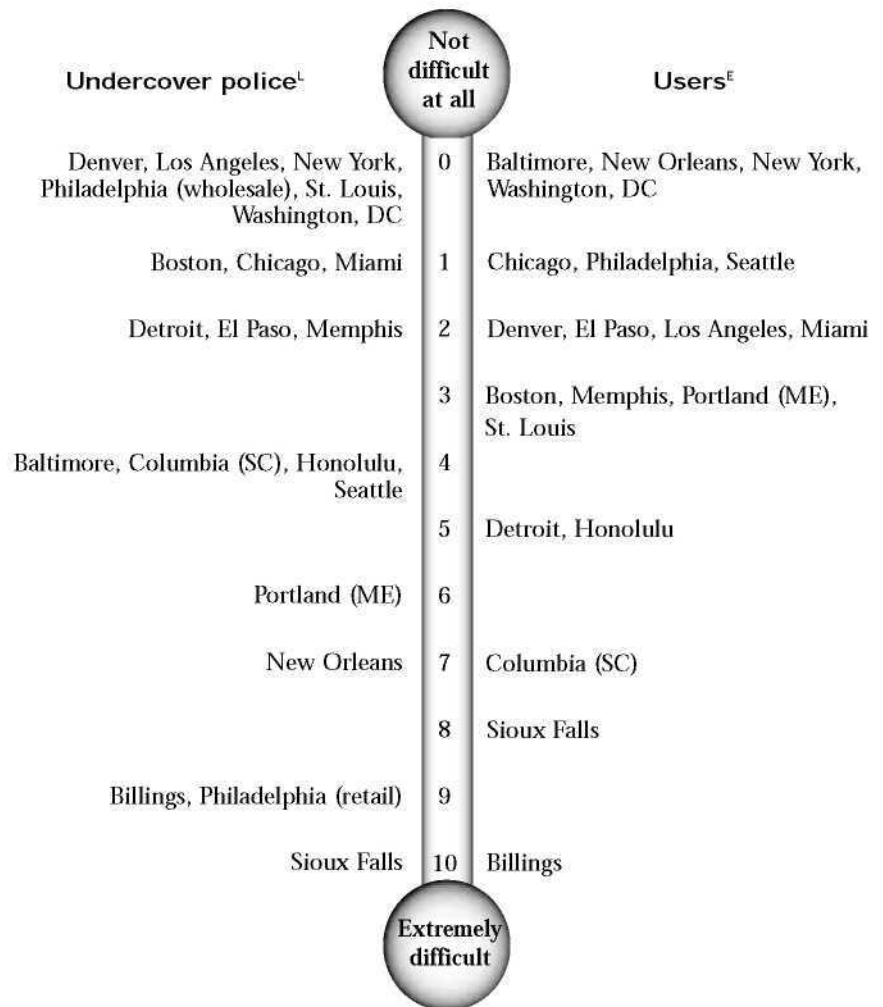 Not
difficult
at all
Undercover policeᴸ
Usersᴱ
Denver, Los Angeles, New York,
Philadelphia (wholesale), St. Louis,
Washington, DC
0
Baltimore, New Orleans, New York,
Washington, DC
Boston, Chicago, Miami
1
Chicago, Philadelphia, Seattle
Detroit, El Paso, Memphis
2
Denver, El Paso, Los Angeles, Miami
3
Boston, Memphis, Portland (ME),
St. Louis
Baltimore, Columbia (SC), Honolulu,
Seattle
4
5
Detroit, Honolulu
Portland (ME)
6
New Orleans
7
Columbia (SC)
8
Sioux Falls
Billings, Philadelphia (retail)
9
Sioux Falls
10
Billings
Extremely
difficult